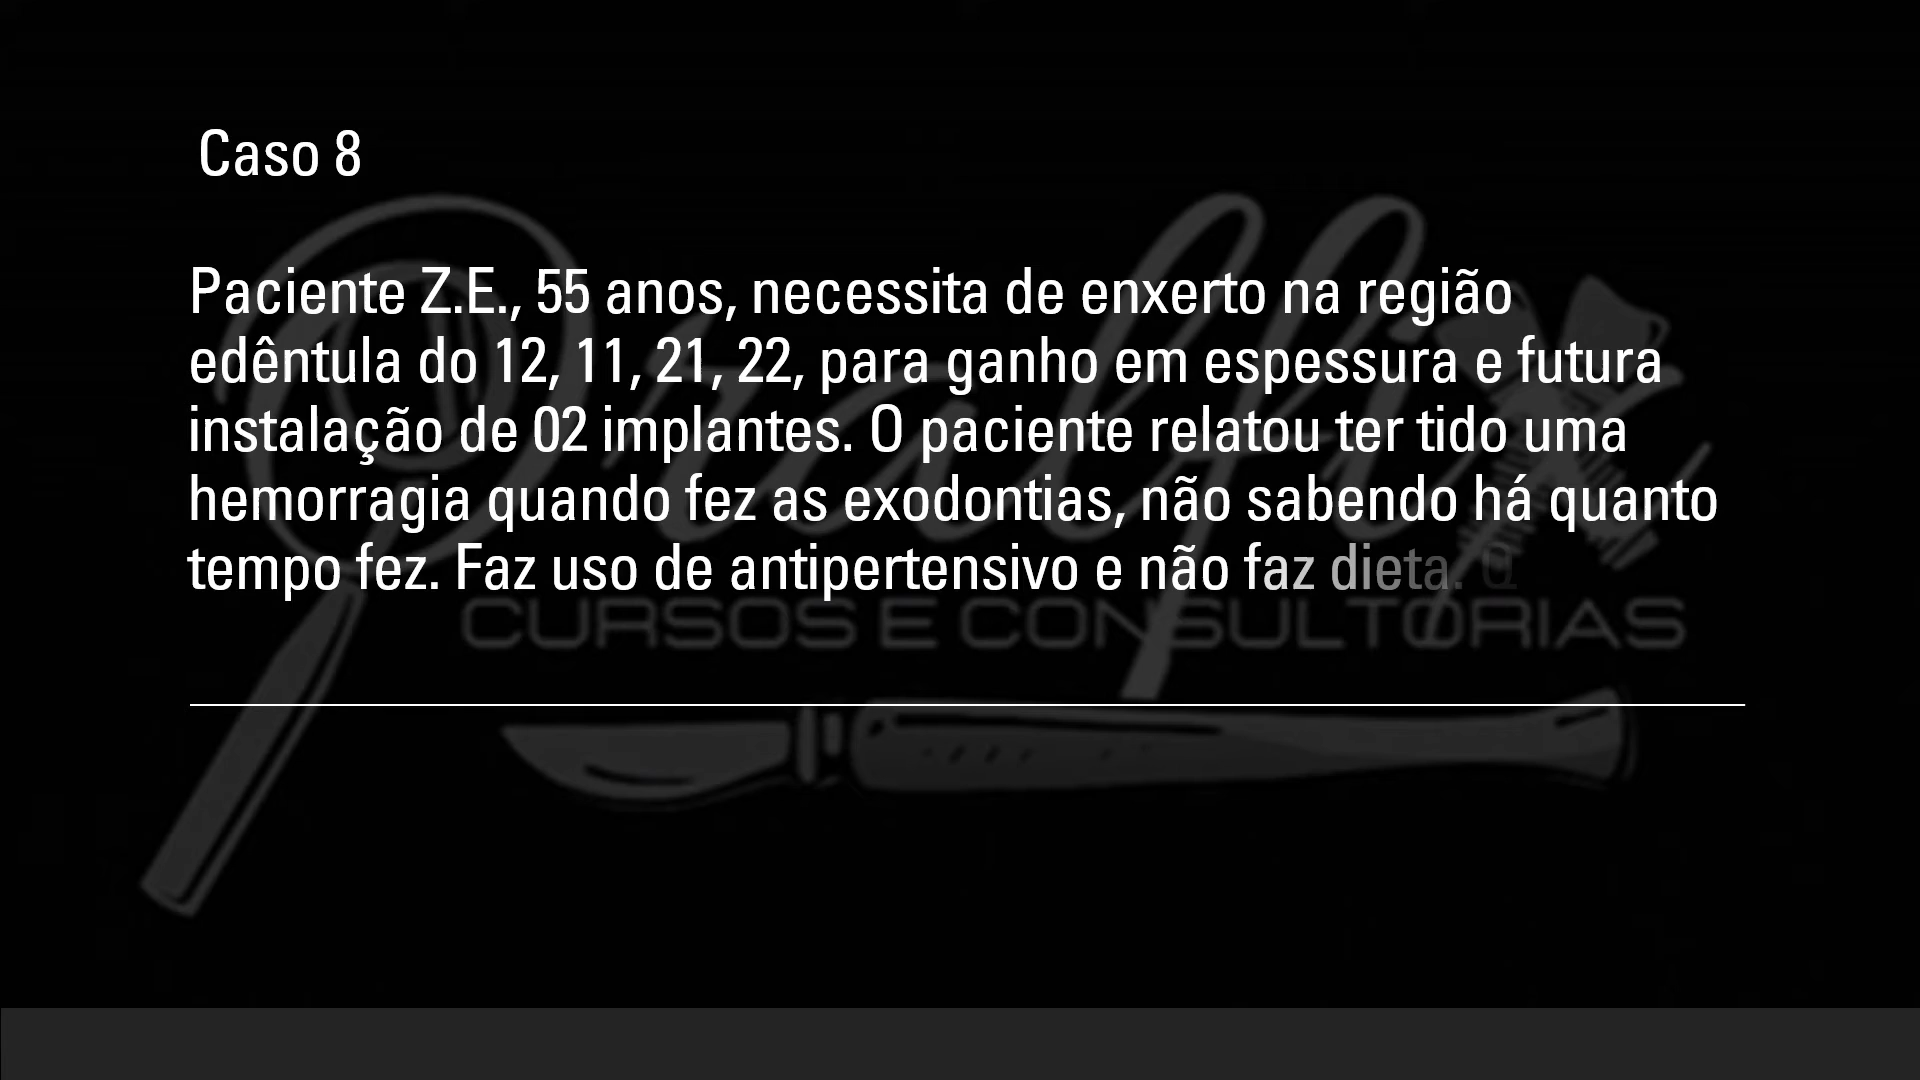 Caso 8
Paciente Z.E., 55 anos, necessita de enxerto na região
edêntula do 12, 11, 21, 22, para ganho em espessura e futura
instalação de 02 implantes. O paciente relatou ter tido uma
hemorragia quando fez as exodontias, não sabendo há quanto
tempo fez. Faz uso de antipertensivo e não faz dieta.
CURSOS E CONSULTORIAS